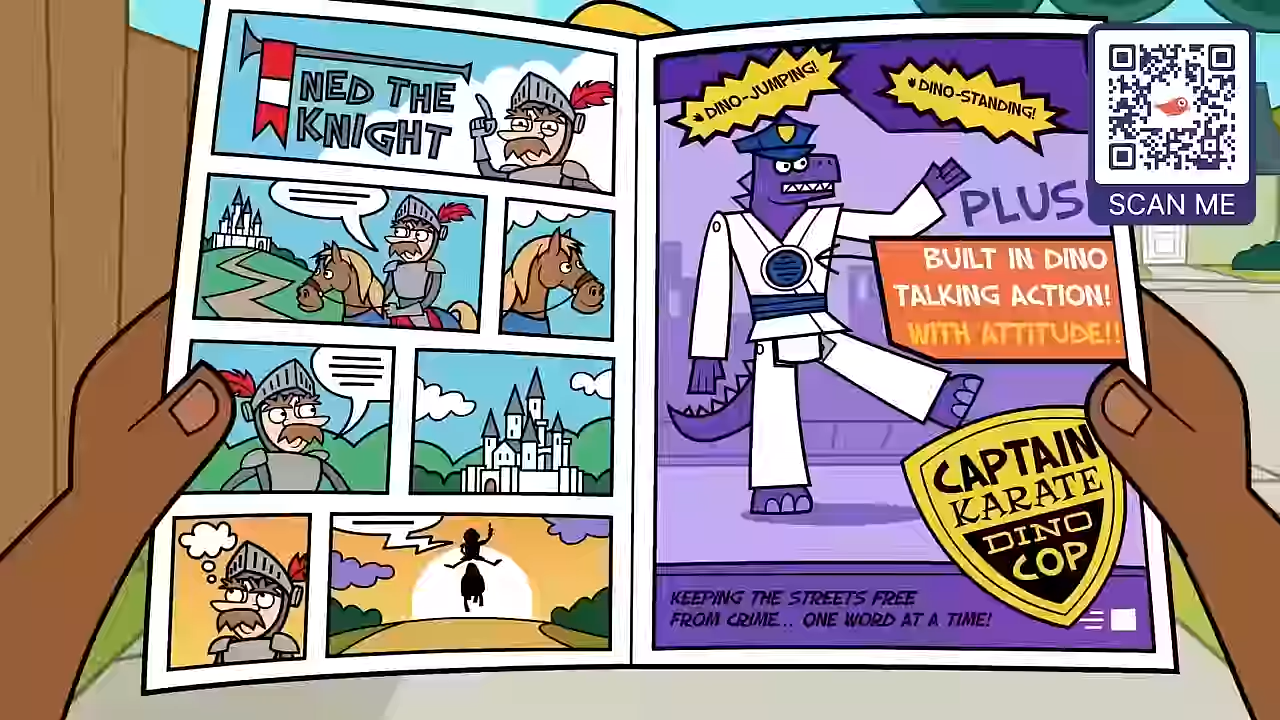 NED THE
KNIGHT
DINO-JUMPING!
DINO-STANDING!
PLUS
SCAN ME
BUILT IN DINO
TALKING ACTION!
WITH ATTITUDE!!
CAPTAIN
KARATE
DINO
COP
KEEPING THE STREETS FREE
FROM CRIME... ONE WORD AT A TIME!